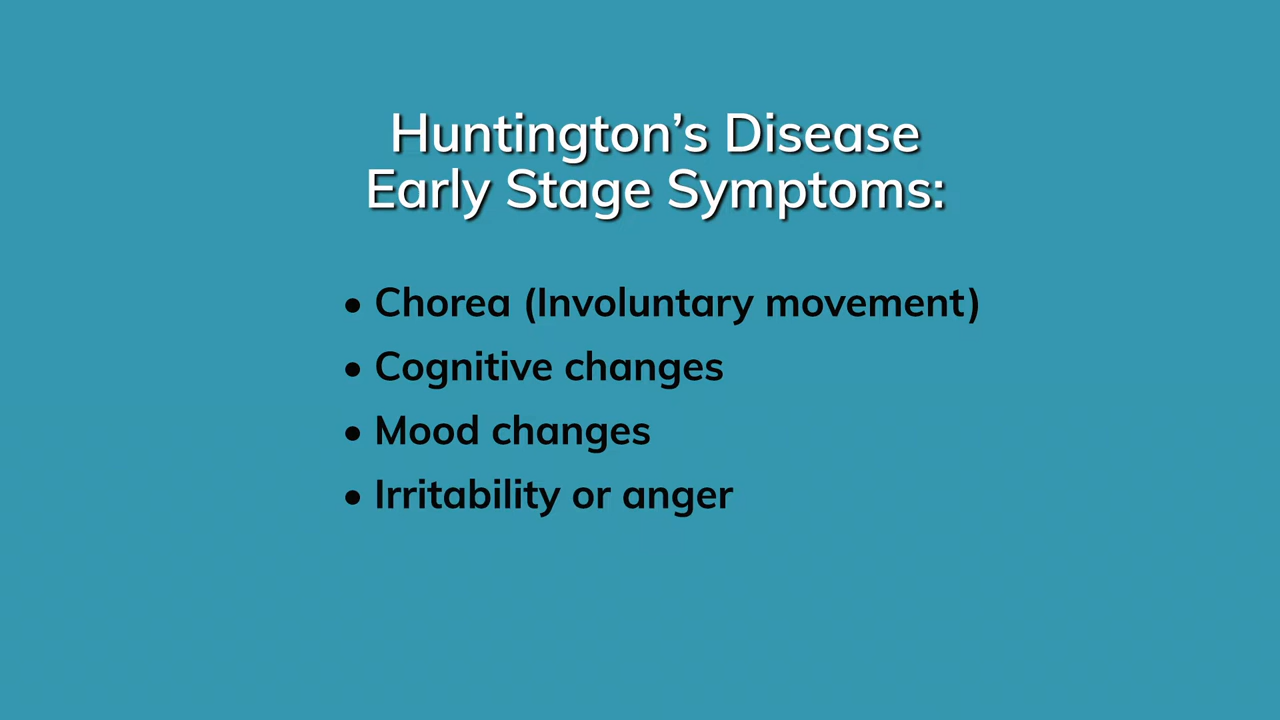 Huntington’s Disease
Early Stage Symptoms:
• Chorea (Involuntary movement)
• Cognitive changes
• Mood changes
• Irritability or anger